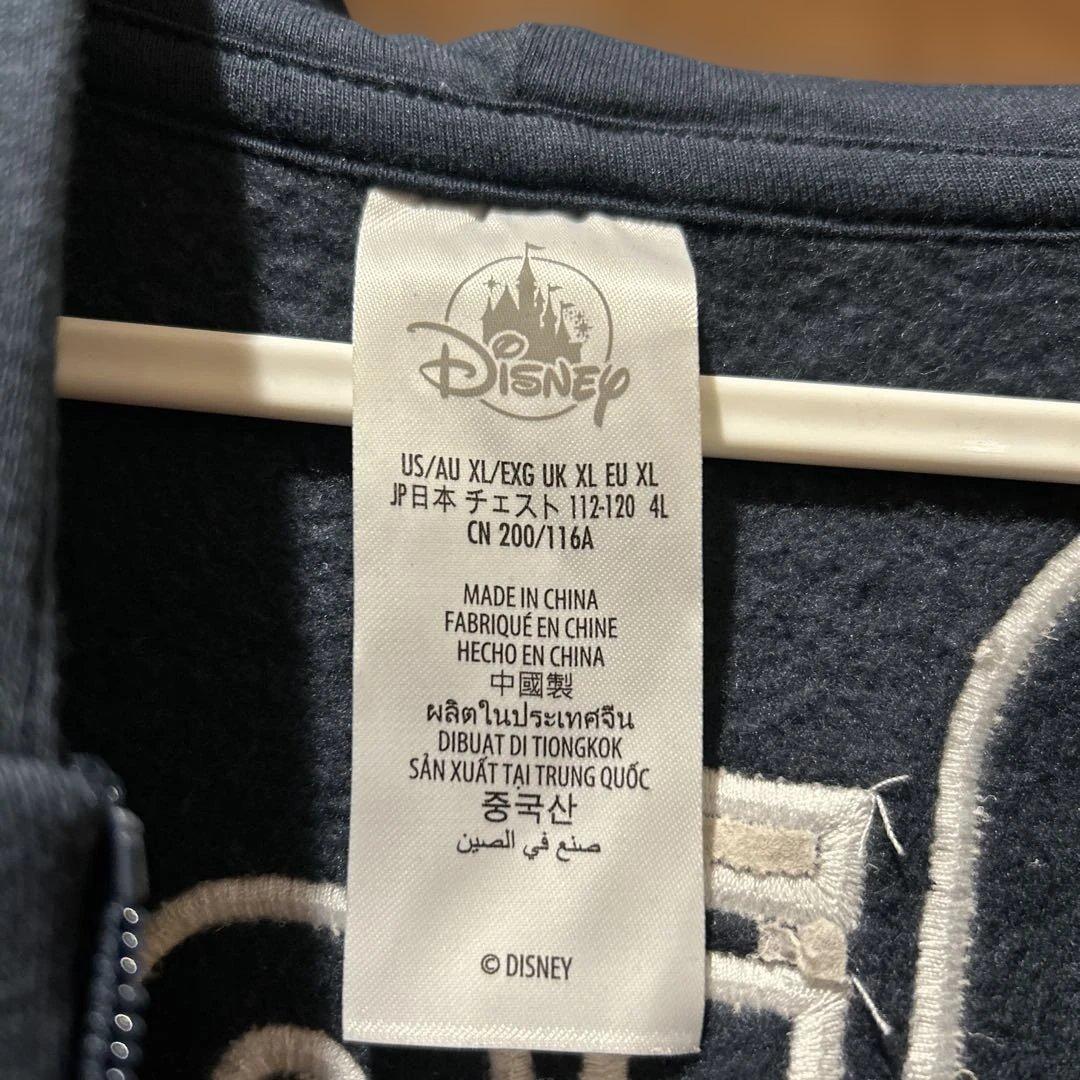 DISNEY
US/AU XL/EXG UK XL EU XL
JP日本 チェスト 112-120 4L
CN 200/116A
MADE IN CHINA
FABRIQUÉ EN CHINE
HECHO EN CHINA
中國製
ผลิตในประเทศจีน
DIBUAT DI TIONGKOK
SẢN XUẤT TẠI TRUNG QUỐC
중국산
صنع في الصين
© DISNEY